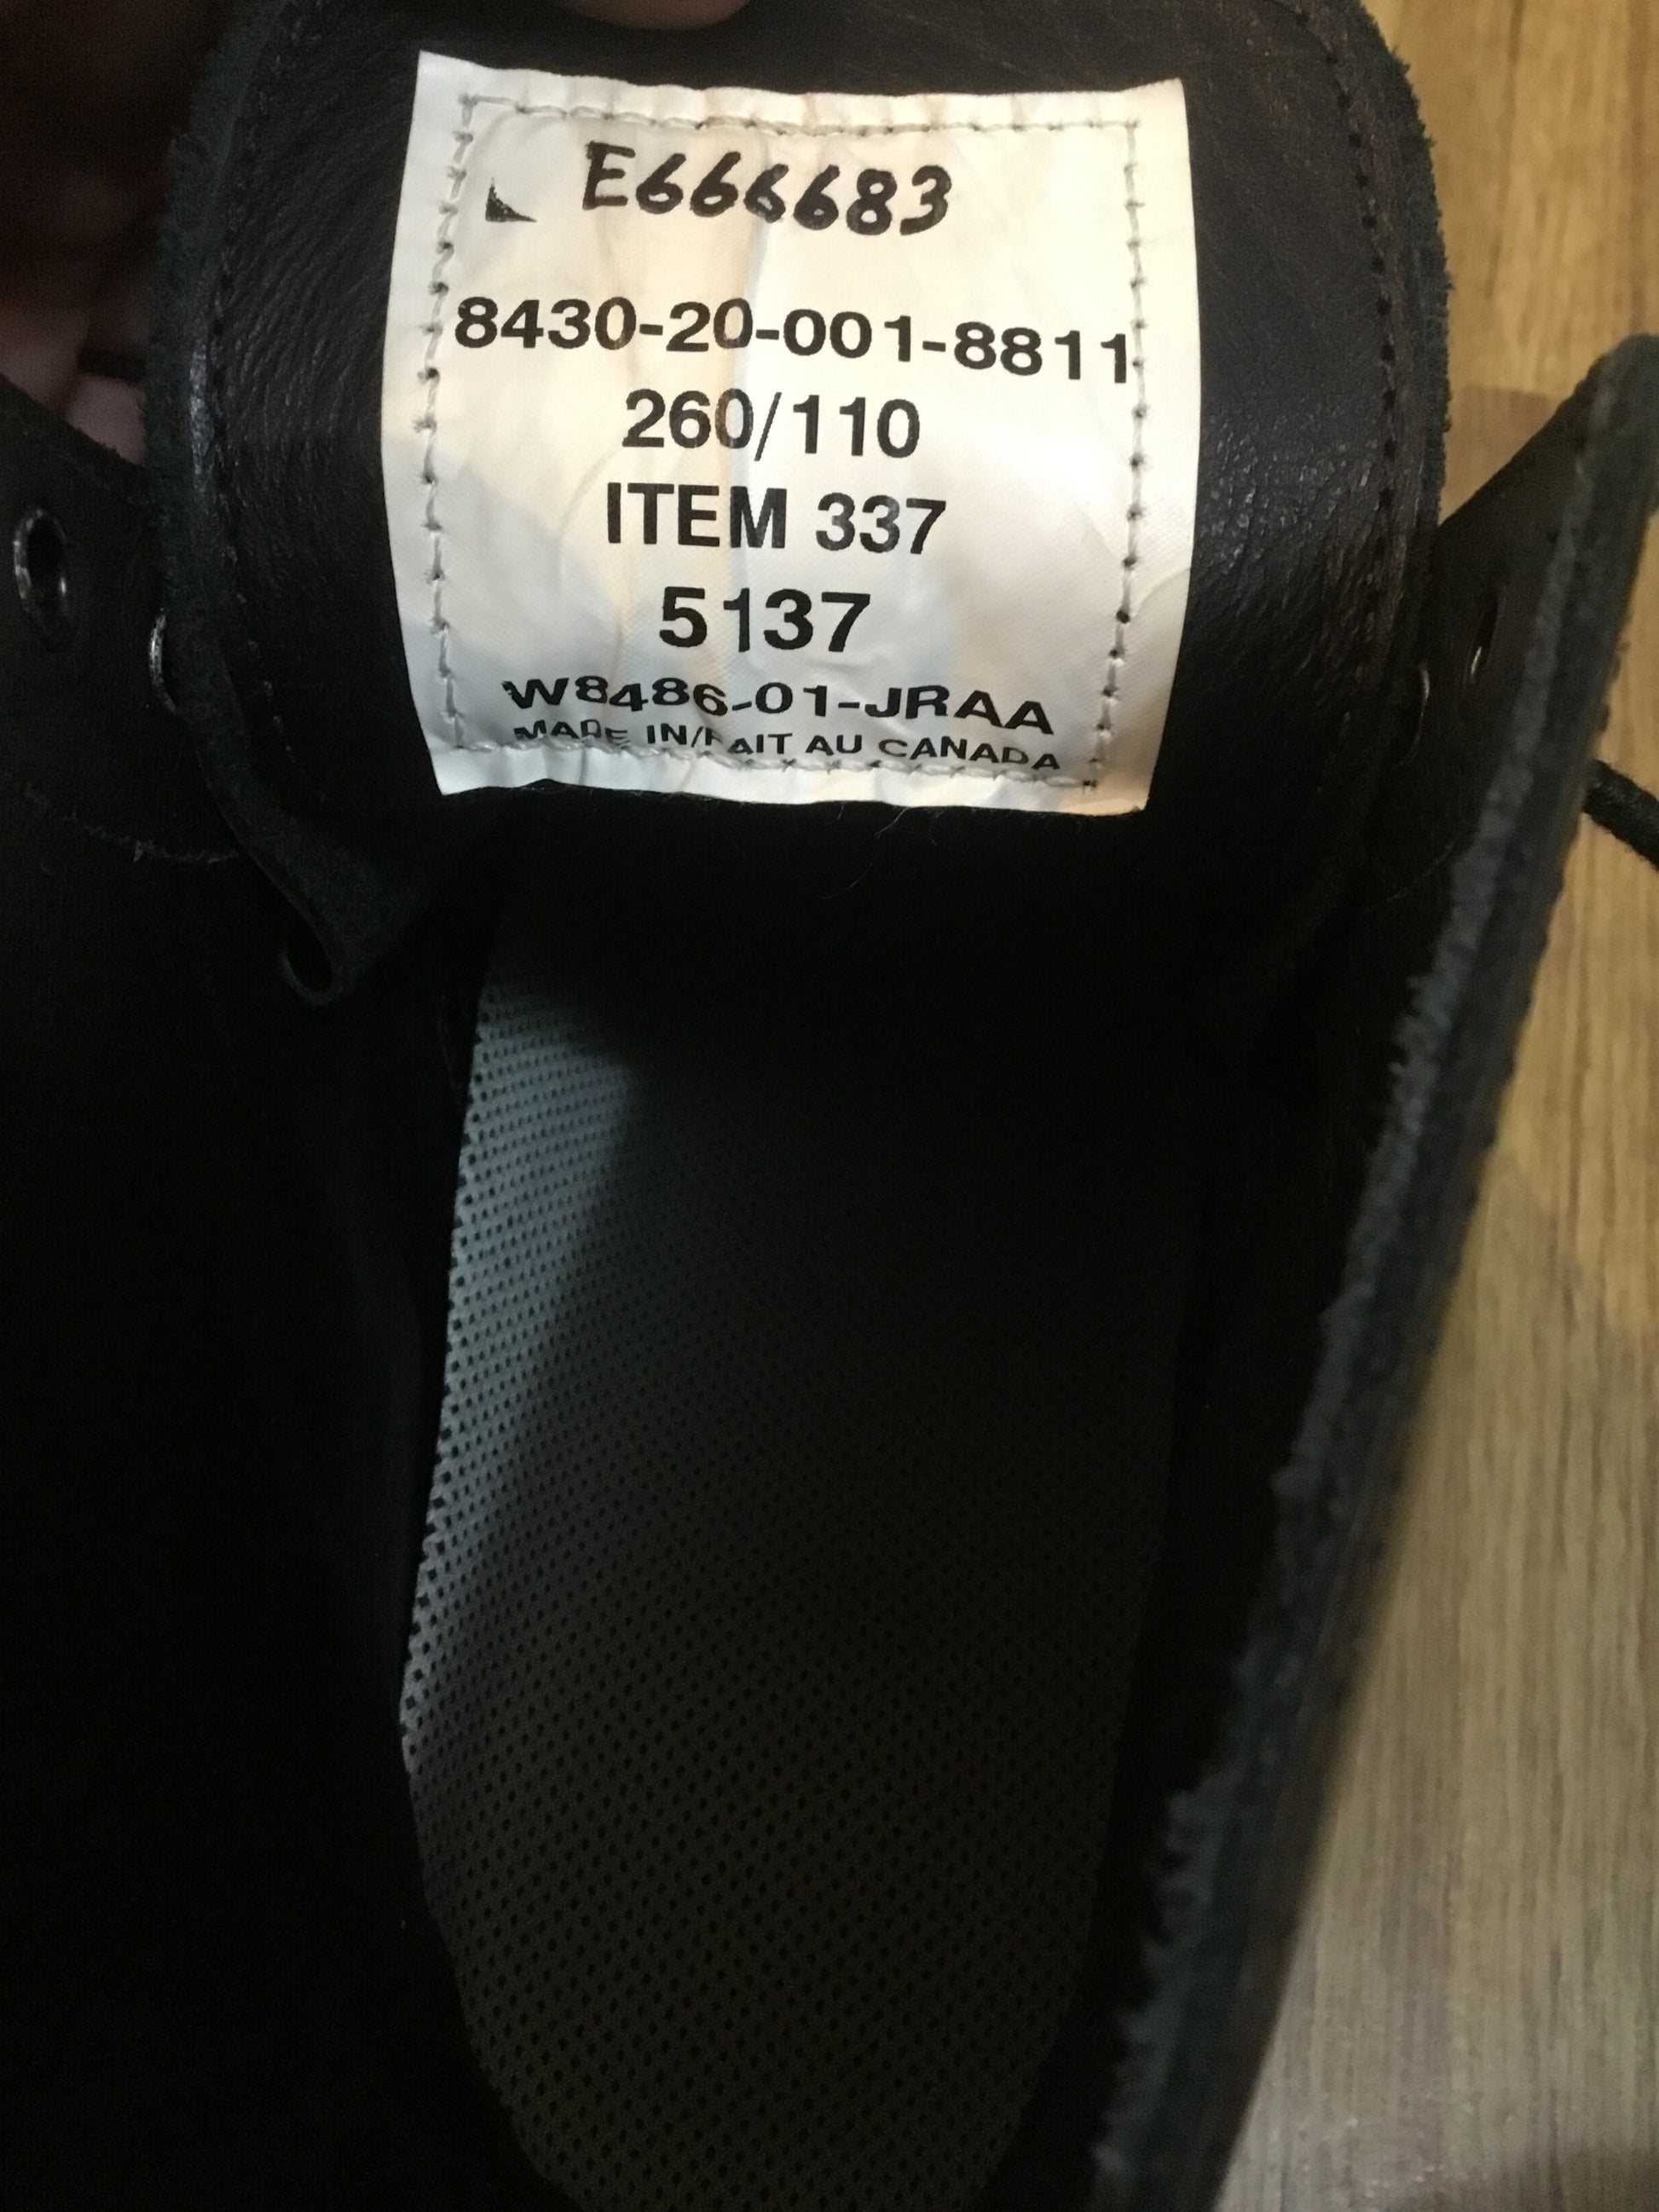 E666683
8430-20-001-8811
260/110
ITEM 337
5137
W8486-01-JRAA
MADE IN/FAIT AU CANADA